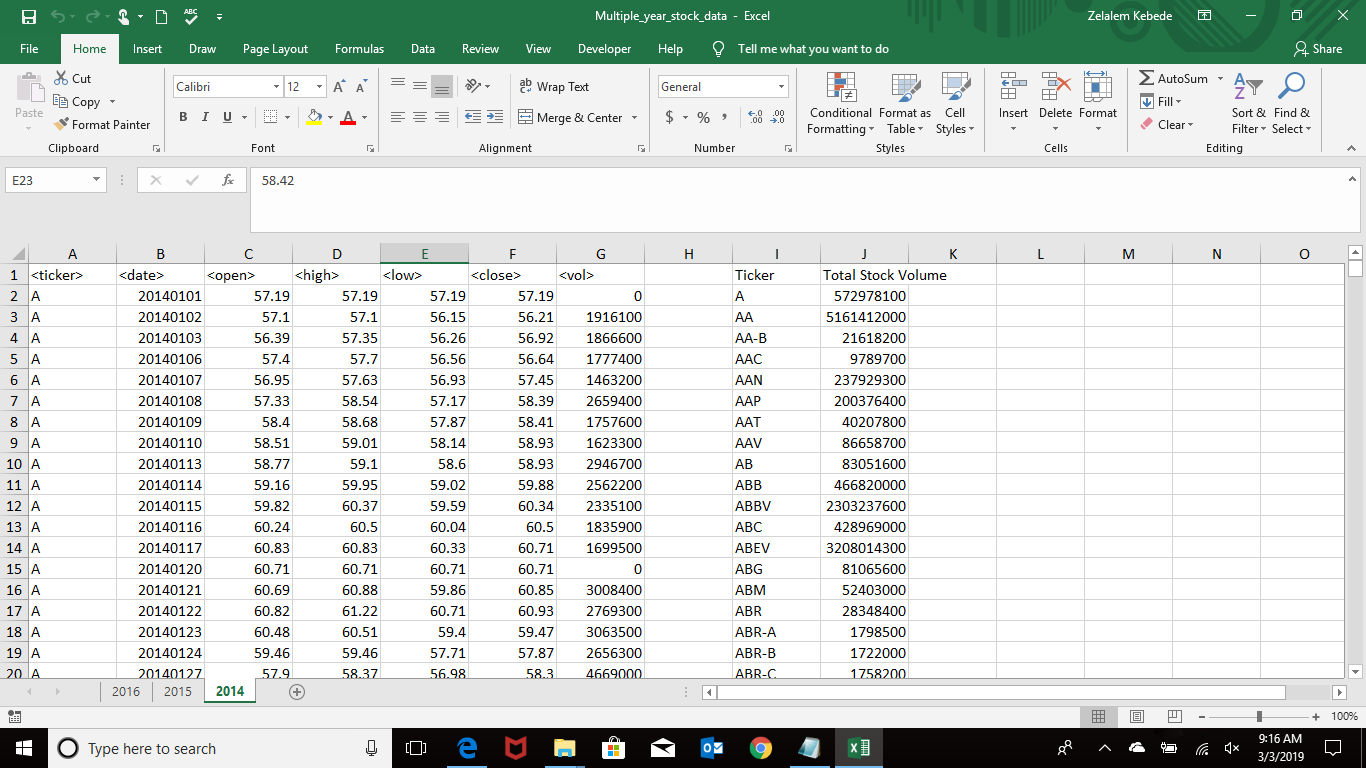 Multiple_year_stock_data - Excel
Zelalem Kebede
File Home Insert Draw Page Layout Formulas Data Review View Developer Help Tell me what you want to do Share
Paste
Cut
Copy
Format Painter
Clipboard
Calibri 12
B I U
Font
Wrap Text
Merge & Center
Alignment
General
$ % ,
Number
Conditional Formatting
Format as Table
Cell Styles
Styles
Insert Delete Format
Cells
AutoSum
Fill
Clear
Sort & Filter
Find & Select
Editing
E23 fx 58.42
A B C D E F G H I J K L M N O
1 <ticker> <date> <open> <high> <low> <close> <vol> Ticker Total Stock Volume
2 A 20140101 57.19 57.19 57.19 57.19 0 A 572978100
3 A 20140102 57.1 57.1 56.15 56.21 1916100 AA 5161412000
4 A 20140103 56.39 57.35 56.26 56.92 1866600 AA-B 21618200
5 A 20140106 57.4 57.7 56.56 56.64 1777400 AAC 9789700
6 A 20140107 56.95 57.63 56.93 57.45 1463200 AAN 237929300
7 A 20140108 57.33 58.54 57.17 58.39 2659400 AAP 200376400
8 A 20140109 58.4 58.68 57.87 58.41 1757600 AAT 40207800
9 A 20140110 58.51 59.01 58.14 58.93 1623300 AAV 86658700
10 A 20140113 58.77 59.1 58.6 58.93 2946700 AB 83051600
11 A 20140114 59.16 59.95 59.02 59.88 2562200 ABB 466820000
12 A 20140115 59.82 60.37 59.59 60.34 2335100 ABBV 2303237600
13 A 20140116 60.24 60.5 60.04 60.5 1835900 ABC 428969000
14 A 20140117 60.83 60.83 60.33 60.71 1699500 ABEV 3208014300
15 A 20140120 60.71 60.71 60.71 60.71 0 ABG 81065600
16 A 20140121 60.69 60.88 59.86 60.85 3008400 ABM 52403000
17 A 20140122 60.82 61.22 60.71 60.93 2769300 ABR 28348400
18 A 20140123 60.48 60.51 59.4 59.47 3063500 ABR-A 1798500
19 A 20140124 59.46 59.46 57.71 57.87 2656300 ABR-B 1722000
20 A 20140127 57.9 58.37 56.98 58.3 4669000 ABR-C 1758200
2016 2015 2014
100%
Type here to search
9:16 AM
3/3/2019